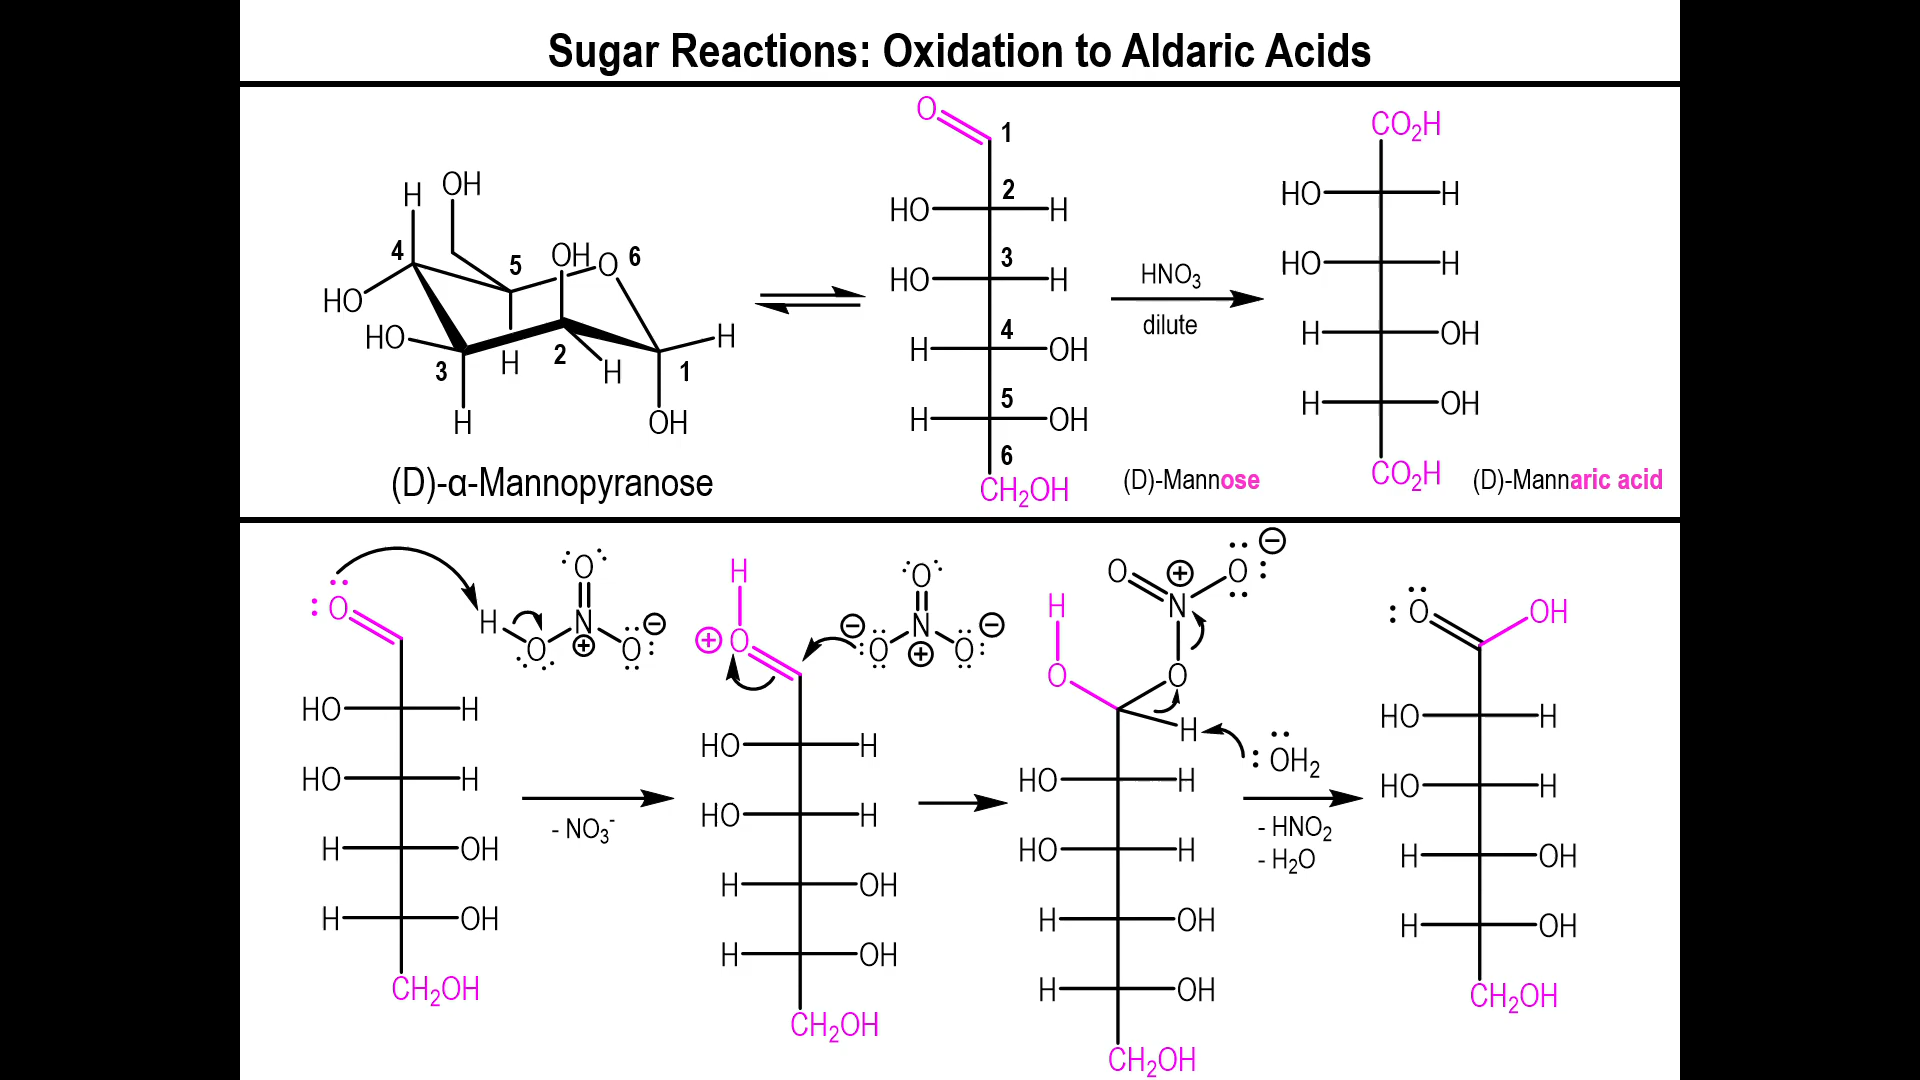 Sugar Reactions: Oxidation to Aldaric Acids
H OH
4 5 OH O 6
HO
HO H 2 H H
3 1
H OH
(D)-α-Mannopyranose
O 1
2
HO H
3
HO H
4
H OH
5
H OH
6
CH₂OH
(D)-Mannose
HNO₃
dilute
CO₂H
HO H
HO H
H OH
H OH
CO₂H
(D)-Mannaric acid
:O: H O N ⊕ O ⊖ O
HO H
HO H
H OH
H OH
CH₂OH
- NO₃⁻
H
⊕ O
⊖ O N ⊕ O ⊖ O
HO H
HO H
H OH
H OH
CH₂OH
O N ⊕ O ⊖
H
O O
H
:OH₂
HO H
HO H
H OH
H OH
CH₂OH
- HNO₂
- H₂O
O OH
HO H
HO H
H OH
H OH
CH₂OH